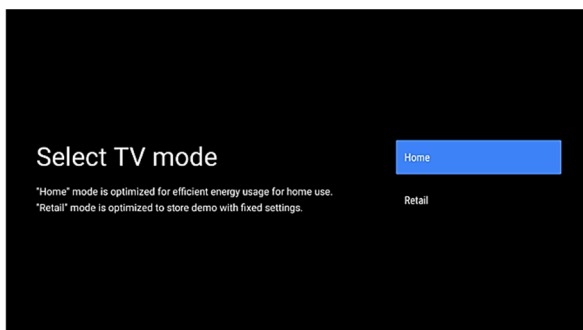 Select TV mode
"Home" mode is optimized for efficient energy usage for home use.
"Retail" mode is optimized to store demo with fixed settings.
Home
Retail